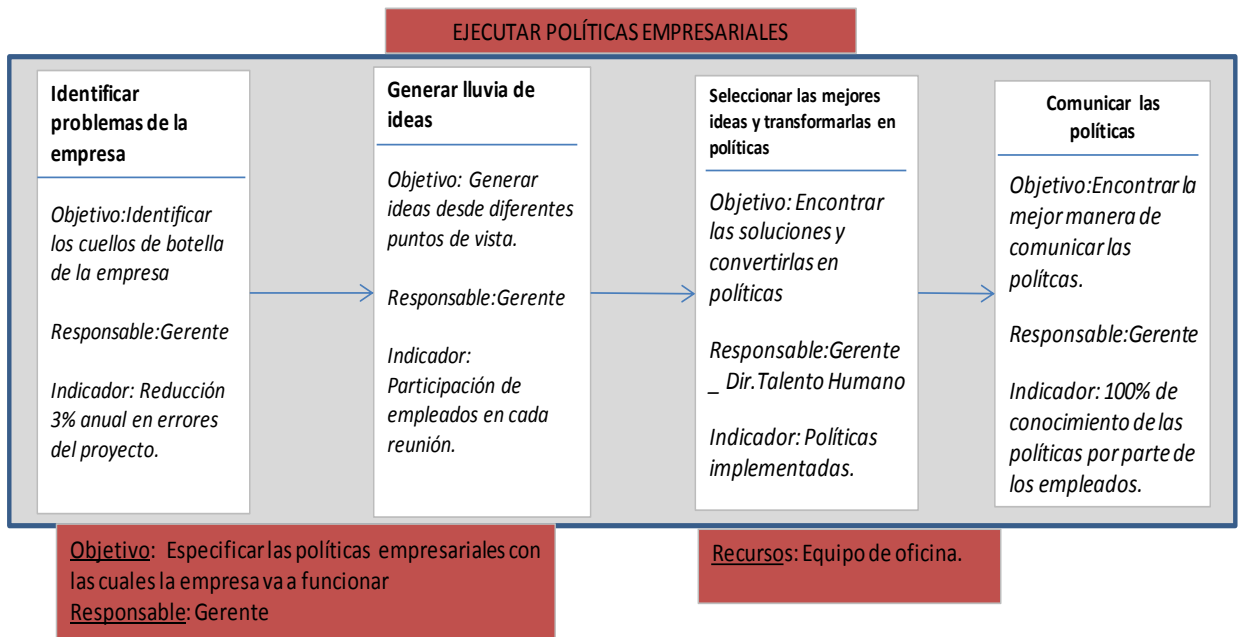 EJECUTAR POLÍTICAS EMPRESARIALES
Identificar
problemas de la
empresa
Objetivo:Identificar
los cuellos de botella
de la empresa
Responsable:Gerente
Indicador: Reducción
3% anual en errores
del proyecto.
Generar lluvia de
ideas
Objetivo: Generar
ideas desde diferentes
puntos de vista.
Responsable:Gerente
Indicador:
Participación de
empleados en cada
reunión.
Seleccionar las mejores
ideas y transformarlas en
políticas
Objetivo: Encontrar
las soluciones y
convertirlas en
políticas
Responsable:Gerente
_ Dir.Talento Humano
Indicador: Políticas
implementadas.
Comunicar las
políticas
Objetivo:Encontrar la
mejor manera de
comunicar las
polítcas.
Responsable:Gerente
Indicador: 100% de
conocimiento de las
políticas por parte de
los empleados.
Objetivo: Especificar las políticas empresariales con
las cuales la empresa va a funcionar
Responsable: Gerente
Recursos: Equipo de oficina.